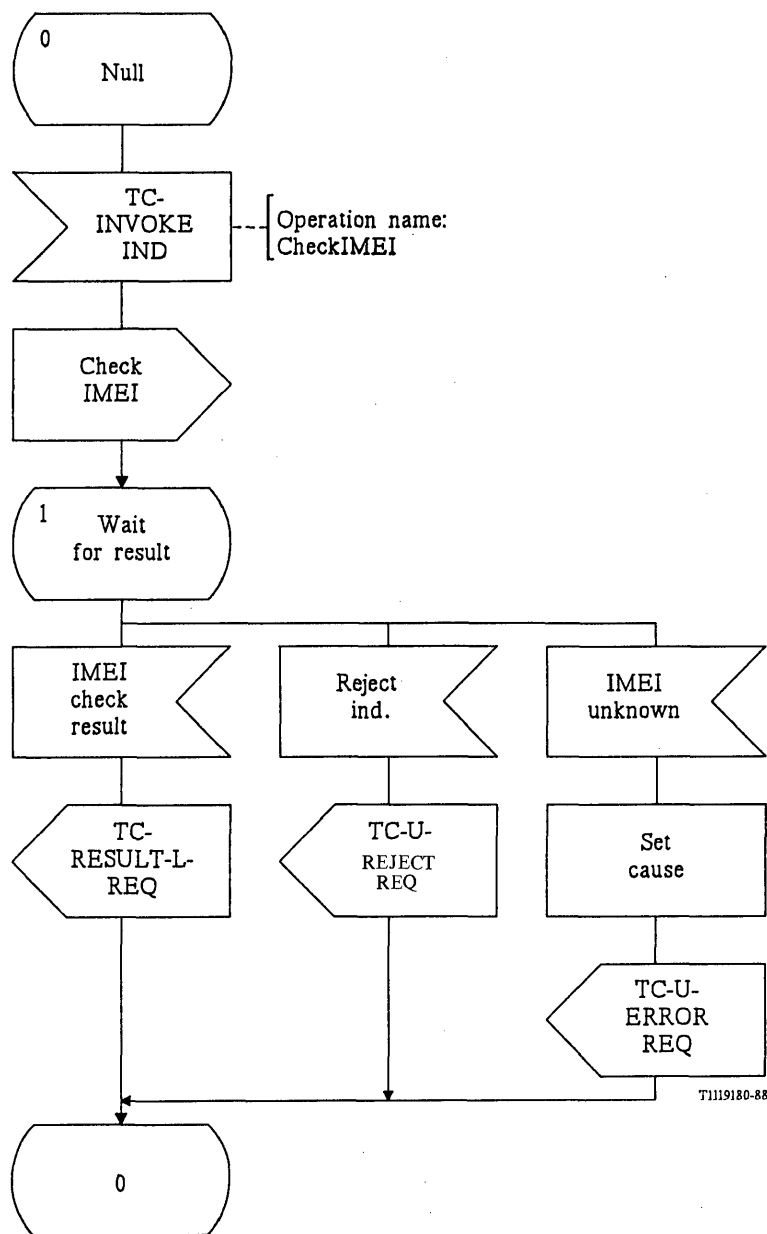 0
Null
TC-
INVOKE
IND
Operation name:
CheckIMEI
Check
IMEI
1
Wait
for result
IMEI
check
result
Reject
ind.
IMEI
unknown
TC-
RESULT-L-
REQ
TC-U-
REJECT
REQ
Set
cause
TC-U-
ERROR
REQ
T1119180-88
0